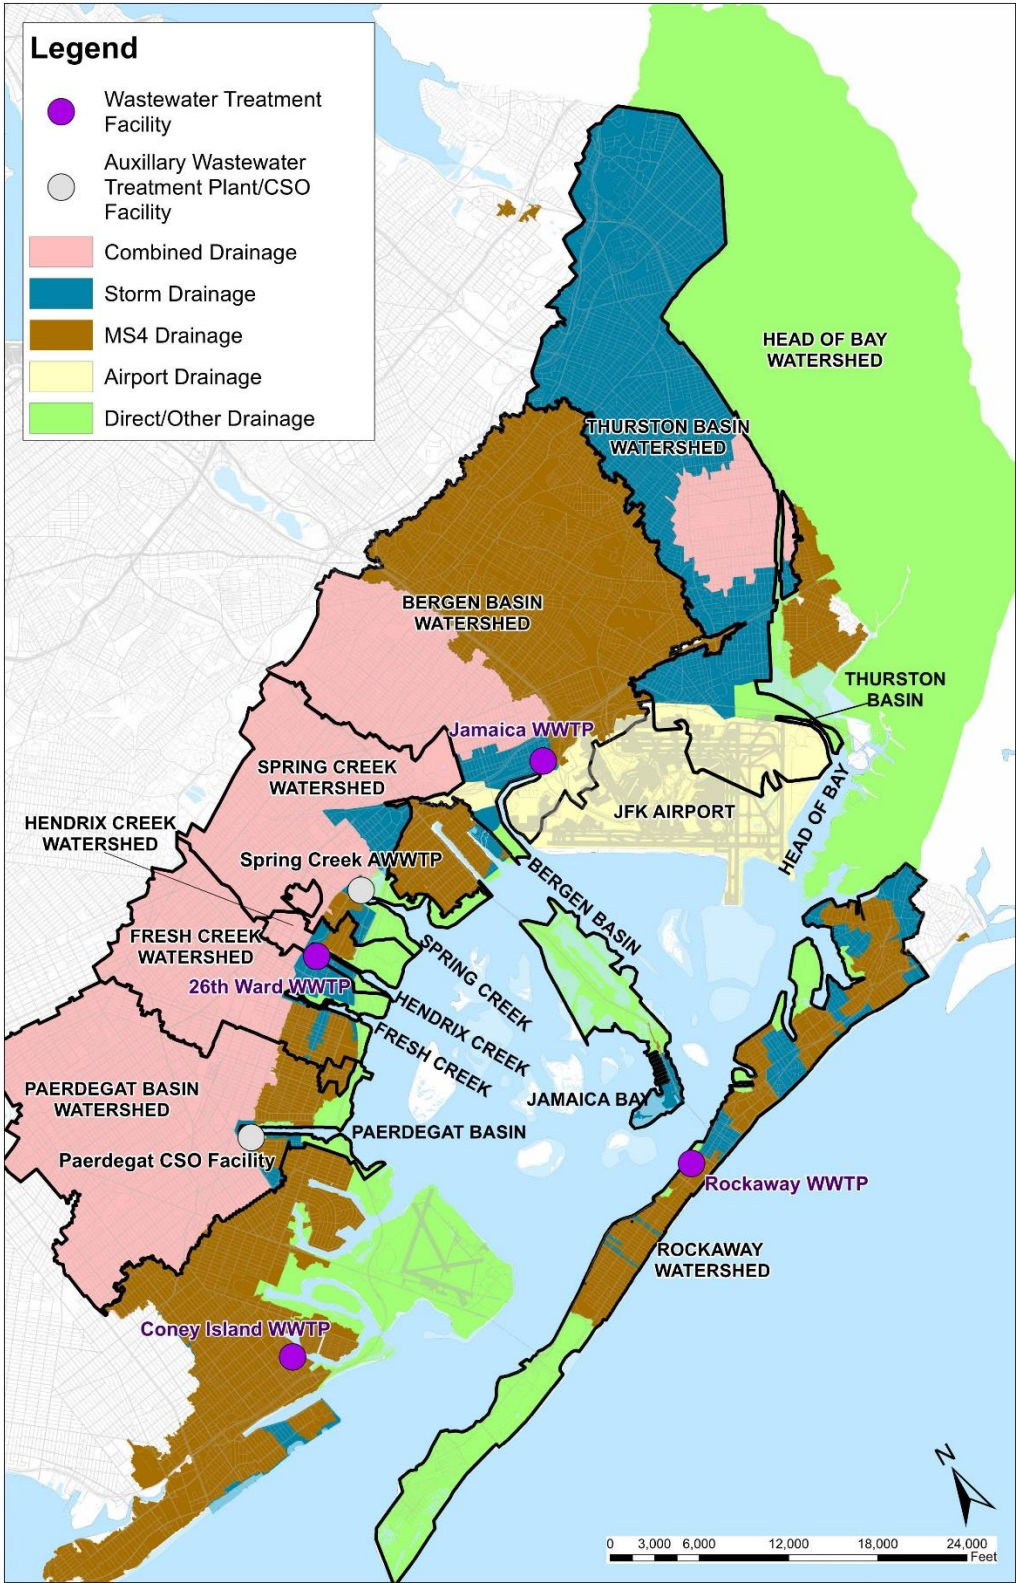 Legend
Wastewater Treatment
Facility
Auxillary Wastewater
Treatment Plant/CSO
Facility
Combined Drainage
Storm Drainage
MS4 Drainage
Airport Drainage
Direct/Other Drainage
HEAD OF BAY
WATERSHED
THURSTON BASIN
WATERSHED
BERGEN BASIN
WATERSHED
THURSTON
BASIN
Jamaica WWTP
SPRING CREEK
WATERSHED
JFK AIRPORT
HEAD OF BAY
HENDRIX CREEK
WATERSHED
Spring Creek AWWTP
BERGEN BASIN
FRESH CREEK
WATERSHED
SPRING CREEK
26th Ward WWTP
HENDRIX CREEK
FRESH CREEK
JAMAICA BAY
PAERDEGAT BASIN
WATERSHED
PAERDEGAT BASIN
Paerdegat CSO Facility
Rockaway WWTP
ROCKAWAY
WATERSHED
Coney Island WWTP
N
0 3,000 6,000 12,000 18,000 24,000
Feet